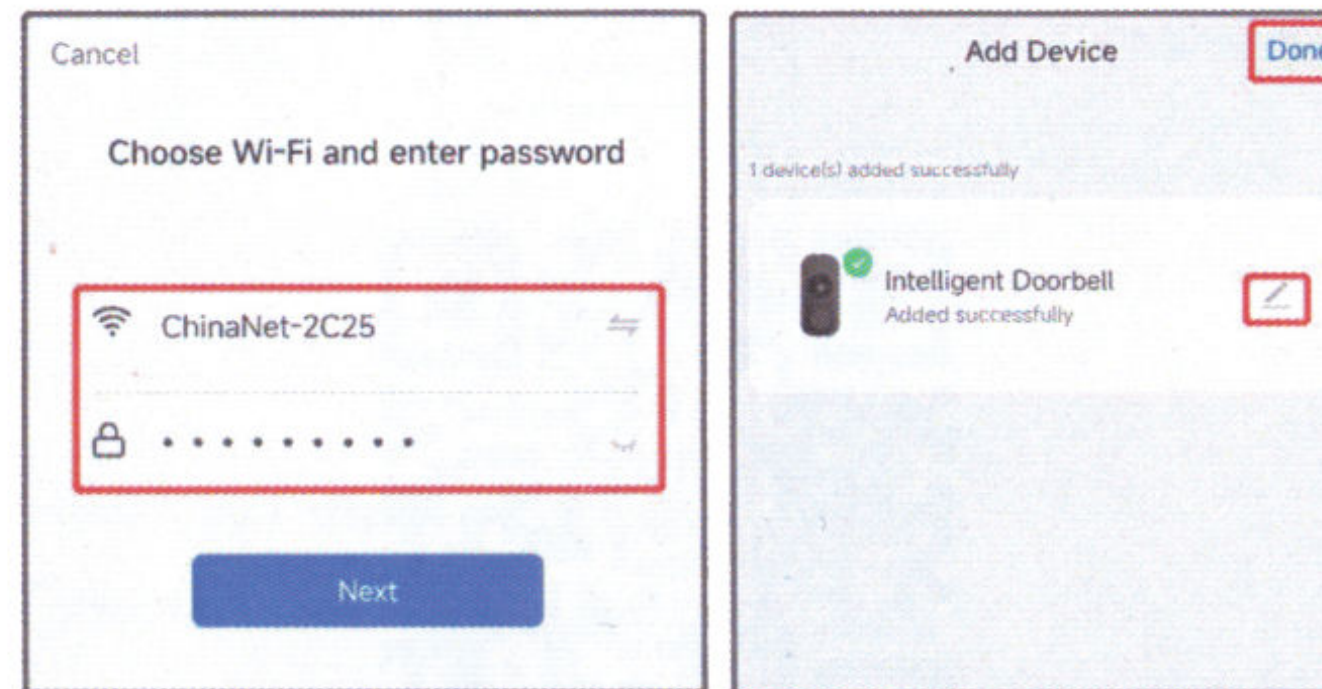 Cancel
Choose Wi-Fi and enter password
ChinaNet-2C25
Next
Add Device
Done
1 device(s) added successfully
Intelligent Doorbell
Added successfully